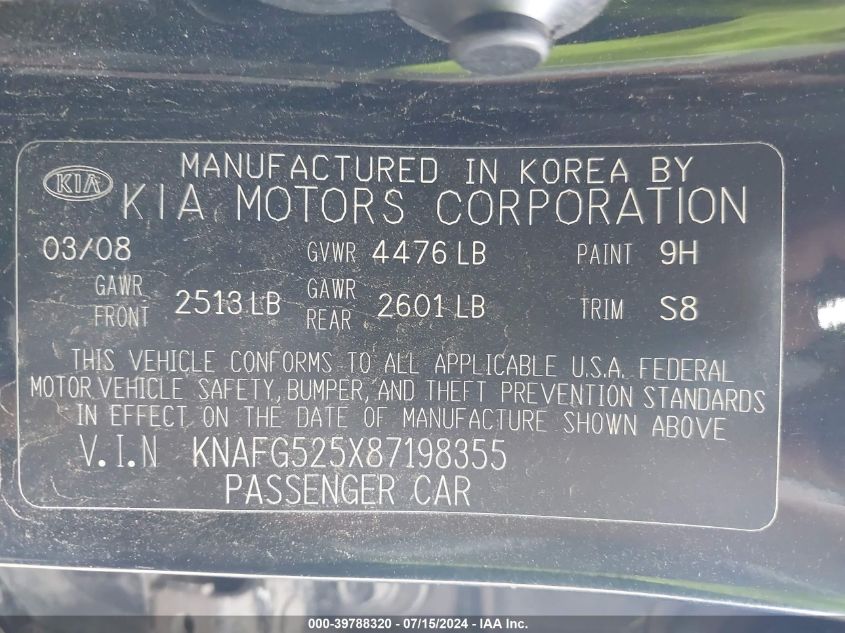 MANUFACTURED IN KOREA BY
KIA KIA MOTORS CORPORATION
03/08 GVWR 4476 LB PAINT 9H
GAWR FRONT 2513 LB GAWR REAR 2601 LB TRIM S8
THIS VEHICLE CONFORMS TO ALL APPLICABLE U.S.A. FEDERAL
MOTOR VEHICLE SAFETY, BUMPER, AND THEFT PREVENTION STANDARDS
IN EFFECT ON THE DATE OF MANUFACTURE SHOWN ABOVE
V.I.N KNAFG525X87198355
PASSENGER CAR
000-39788320 / 07/15/2024 - IAA Inc.